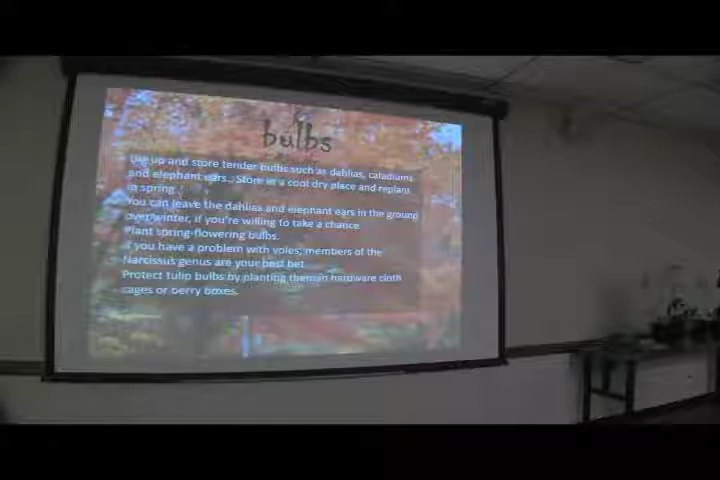 bulbs
Dig up and store tender bulbs such as dahlias, caladiums
and elephant ears.. Store in a cool dry place and replant
in spring.
You can leave the dahlias and elephant ears in the ground
over winter, if you're willing to take a chance.
Plant spring-flowering bulbs.
If you have a problem with voles, members of the
Narcissus genus are your best bet.
Protect tulip bulbs by planting them in hardware cloth
cages or berry boxes.